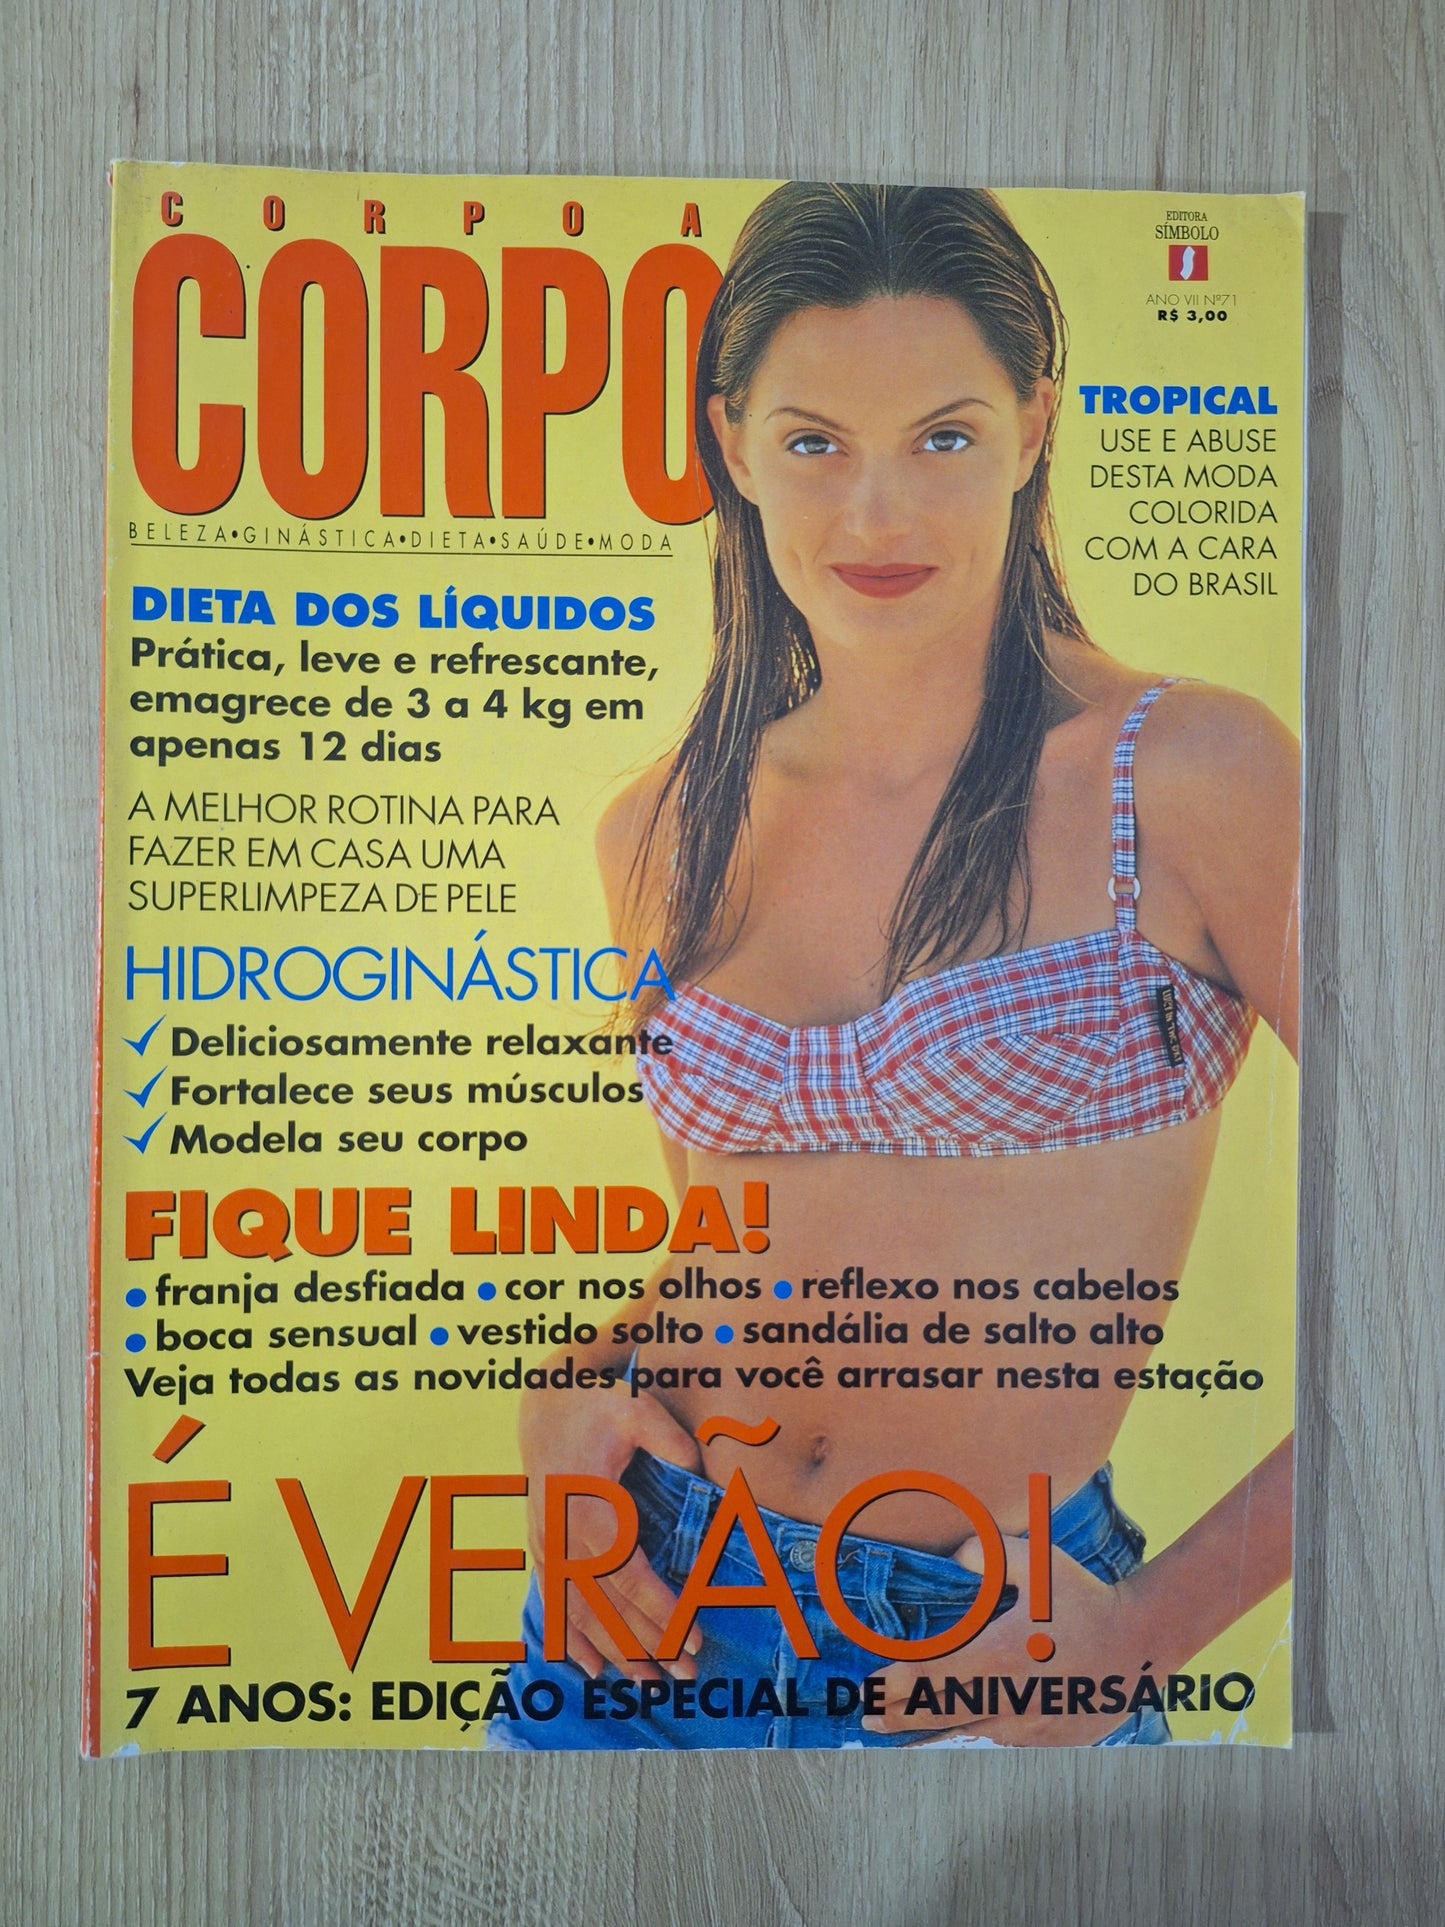 CORPO A
CORPO
BELEZA•GINÁSTICA•DIETA•SAÚDE•MODA
EDITORA
SÍMBOLO
ANO VII Nº71
R$ 3,00
TROPICAL
USE E ABUSE
DESTA MODA
COLORIDA
COM A CARA
DO BRASIL
DIETA DOS LÍQUIDOS
Prática, leve e refrescante,
emagrece de 3 a 4 kg em
apenas 12 dias
A MELHOR ROTINA PARA
FAZER EM CASA UMA
SUPERLIMPEZA DE PELE
HIDROGINÁSTICA
✓ Deliciosamente relaxante
✓ Fortalece seus músculos
✓ Modela seu corpo
FIQUE LINDA!
• franja desfiada • cor nos olhos • reflexo nos cabelos
• boca sensual • vestido solto • sandália de salto alto
Veja todas as novidades para você arrasar nesta estação
É VERÃO!
7 ANOS: EDIÇÃO ESPECIAL DE ANIVERSÁRIO